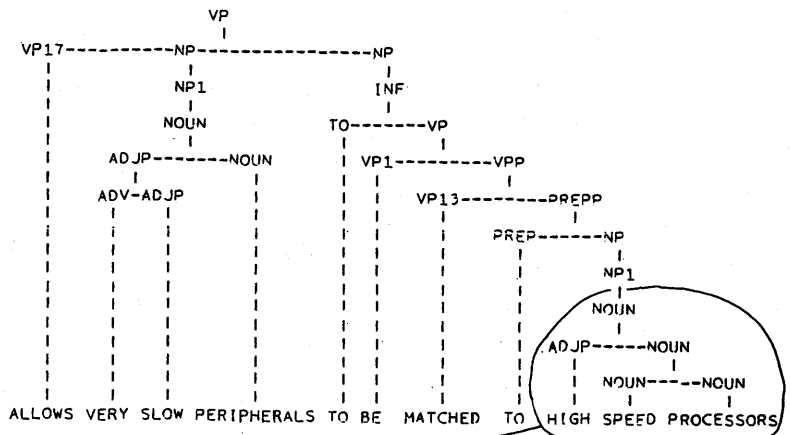 VP
VP17 NP NP
NP1 INF
NOUN TO VP
ADJP NOUN VP1 VPP
ADV-ADJP VP13 PREPP
PREP NP
NP1
NOUN
ADJP NOUN
NOUN NOUN
ALLOWS VERY SLOW PERIPHERALS TO BE MATCHED TO HIGH SPEED PROCESSORS